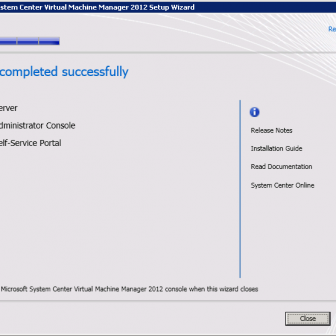 stem Center Virtual Machine Manager 2012 Setup Wizard
Re
completed successfully
erver
dministrator Console
elf-Service Portal
Release Notes
Installation Guide
Read Documentation
System Center Online
Microsoft System Center Virtual Machine Manager 2012 console when this wizard closes
Close